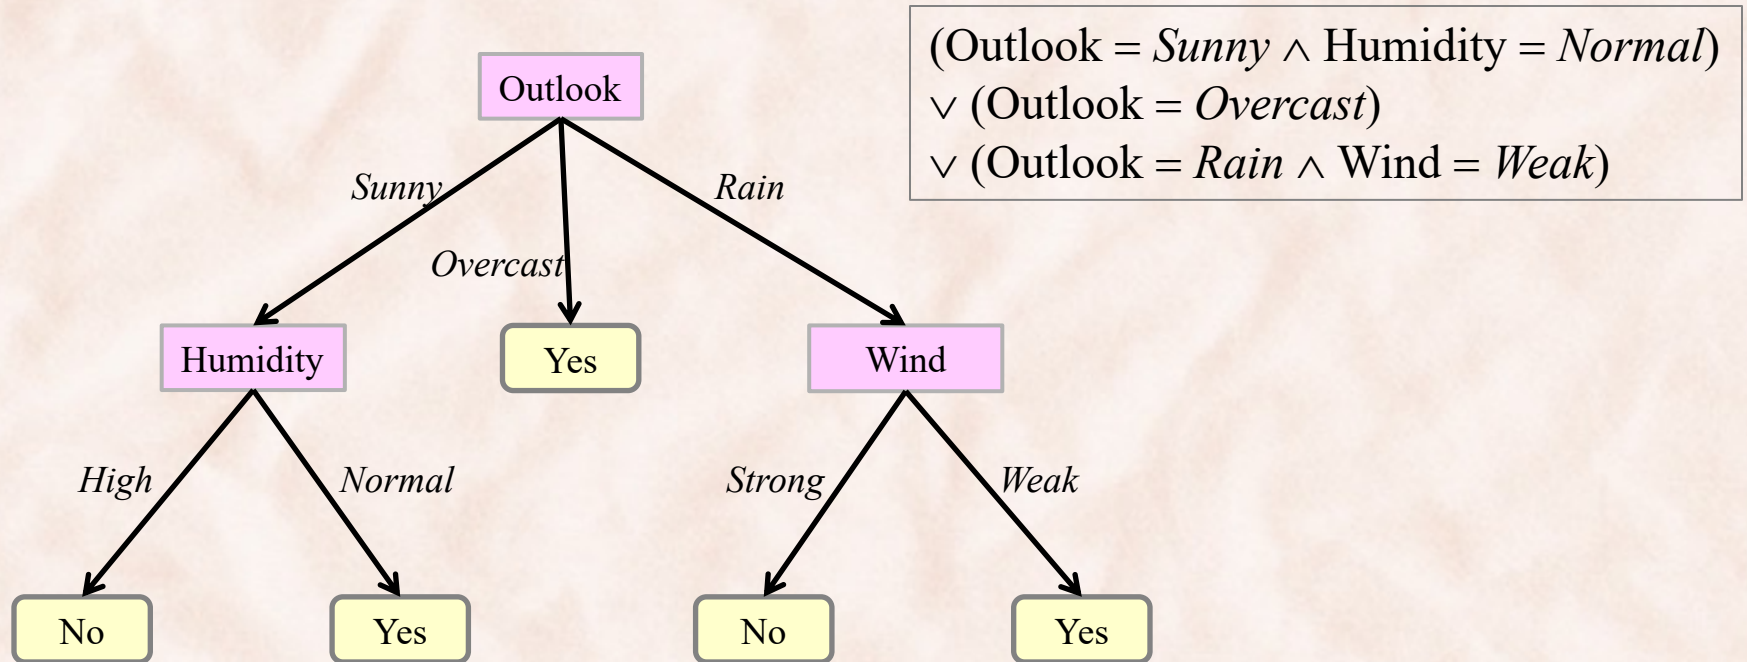 (Outlook = Sunny ∧ Humidity = Normal)
∨ (Outlook = Overcast)
∨ (Outlook = Rain ∧ Wind = Weak)
Outlook
Sunny
Rain
Overcast
Humidity
Yes
Wind
High
Normal
Strong
Weak
No
Yes
No
Yes